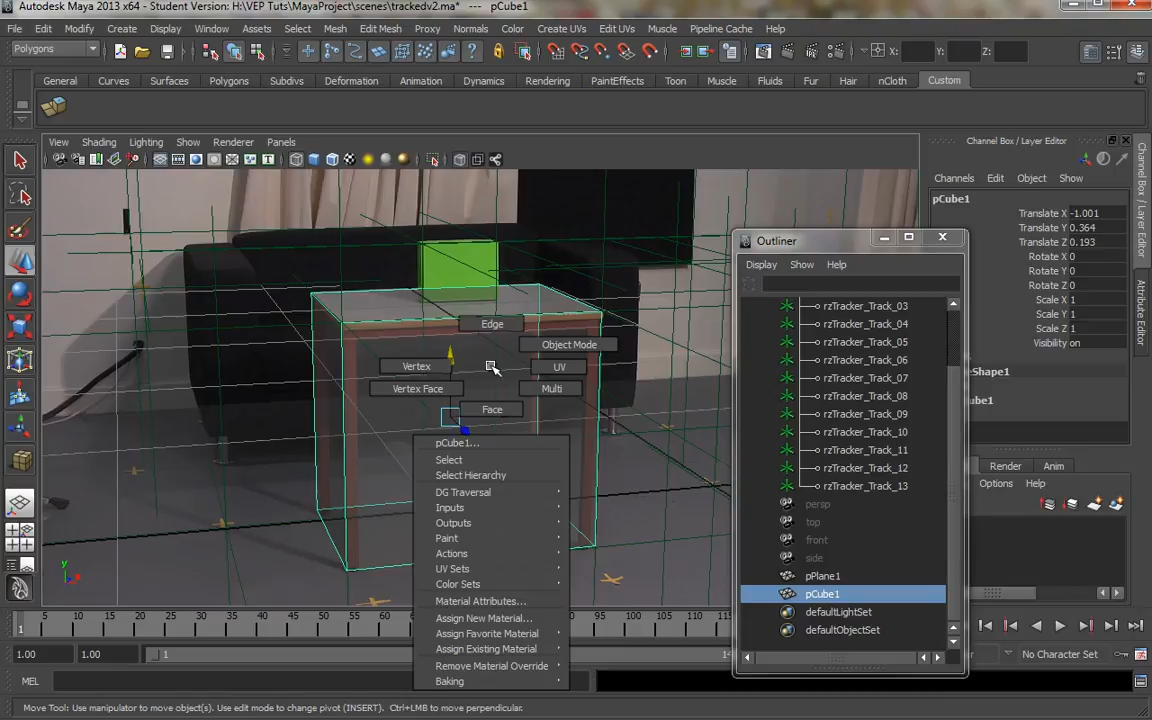 Autodesk Maya 2013 x64 - Student Version: H:\VEP Tuts\MayaProject\scenes\trackedv2.ma* --- pCube1
File Edit Modify Create Display Window Assets Select Mesh Edit Mesh Proxy Normals Color Create UVs Edit UVs Muscle Pipeline Cache Help
Polygons
X: Y: Z:
General Curves Surfaces Polygons Subdivs Deformation Animation Dynamics Rendering PaintEffects Toon Muscle Fluids Fur Hair nCloth Custom
View Shading Lighting Show Renderer Panels
Channel Box / Layer Editor
Channels Edit Object Show
pCube1
Translate X -1.001
Translate Y 0.364
Translate Z 0.193
Rotate X 0
Rotate Y 0
Rotate Z 0
Scale X 1
Scale Y 1
Scale Z 1
Visibility on
eShape1
ube1
Render Anim
Options Help
Channel Box / Layer Editor
Attribute Editor
Outliner
Display Show Help
rzTracker_Track_03
rzTracker_Track_04
rzTracker_Track_05
rzTracker_Track_06
rzTracker_Track_07
rzTracker_Track_08
rzTracker_Track_09
rzTracker_Track_10
rzTracker_Track_11
rzTracker_Track_12
rzTracker_Track_13
persp
top
front
side
pPlane1
pCube1
defaultLightSet
defaultObjectSet
Edge
Object Mode
Vertex
UV
Vertex Face
Multi
Face
pCube1...
Select
Select Hierarchy
DG Traversal
Inputs
Outputs
Paint
Actions
UV Sets
Color Sets
Material Attributes...
Assign New Material...
Assign Favorite Material
Assign Existing Material
Remove Material Override
Baking
y
1 5 10 15 20 25 30 35 40 45 50 55 60 65 70 75 80 85 90 95 100
1.00 1.00 1 No Character Set
MEL
Move Tool: Use manipulator to move object(s). Use edit mode to change pivot (INSERT). Ctrl+LMB to move perpendicular.